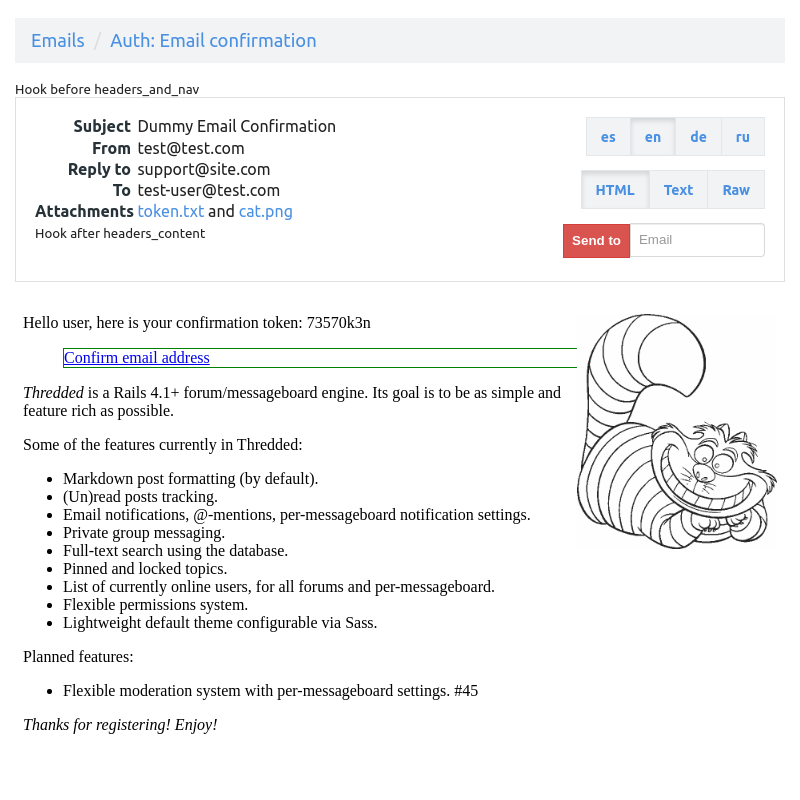 Emails / Auth: Email confirmation
Hook before headers_and_nav
Subject Dummy Email Confirmation
From test@test.com
Reply to support@site.com
To test-user@test.com
Attachments token.txt and cat.png
Hook after headers_content
es en de ru
HTML Text Raw
Send to Email
Hello user, here is your confirmation token: 73570k3n
Confirm email address
Thredded is a Rails 4.1+ forum/messageboard engine. Its goal is to be as simple and
feature rich as possible.
Some of the features currently in Thredded:
• Markdown post formatting (by default).
• (Un)read posts tracking.
• Email notifications, @-mentions, per-messageboard notification settings.
• Private group messaging.
• Full-text search using the database.
• Pinned and locked topics.
• List of currently online users, for all forums and per-messageboard.
• Flexible permissions system.
• Lightweight default theme configurable via Sass.
Planned features:
• Flexible moderation system with per-messageboard settings. #45
Thanks for registering! Enjoy!